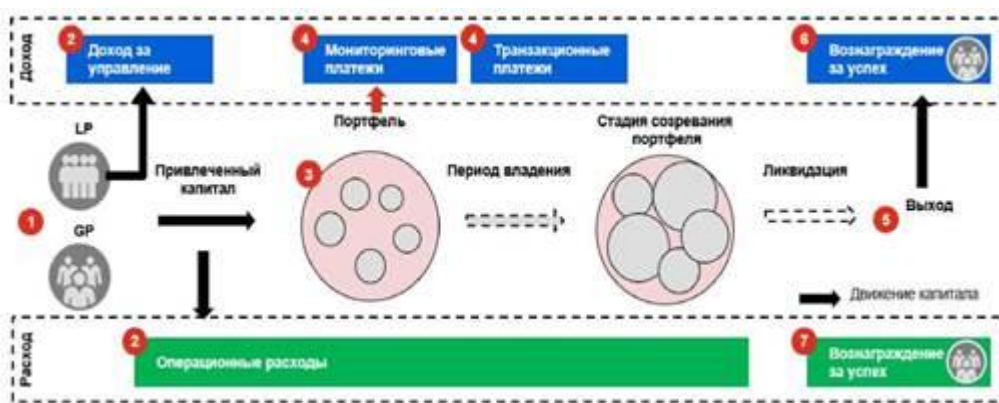 Доход
2
Доход за
управление
4
Мониторинговые
платежи
4
Транзакционные
платежи
6
Вознаграждение
за успех
LP
Привлеченный
капитал
1
GP
Портфель
3
Период владения
Стадия созревания
портфеля
Ликвидация
5
Выход
Движение капитала
Расход
2
Операционные расходы
7
Вознаграждение
за успех